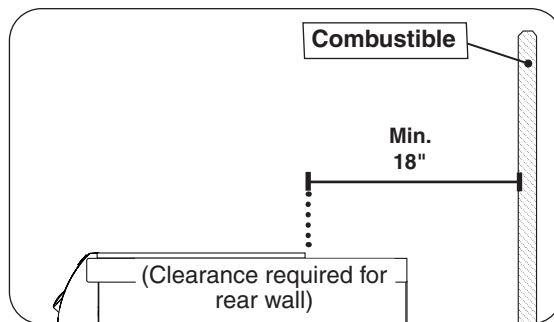 Combustible
Min.
18"
(Clearance required for
rear wall)